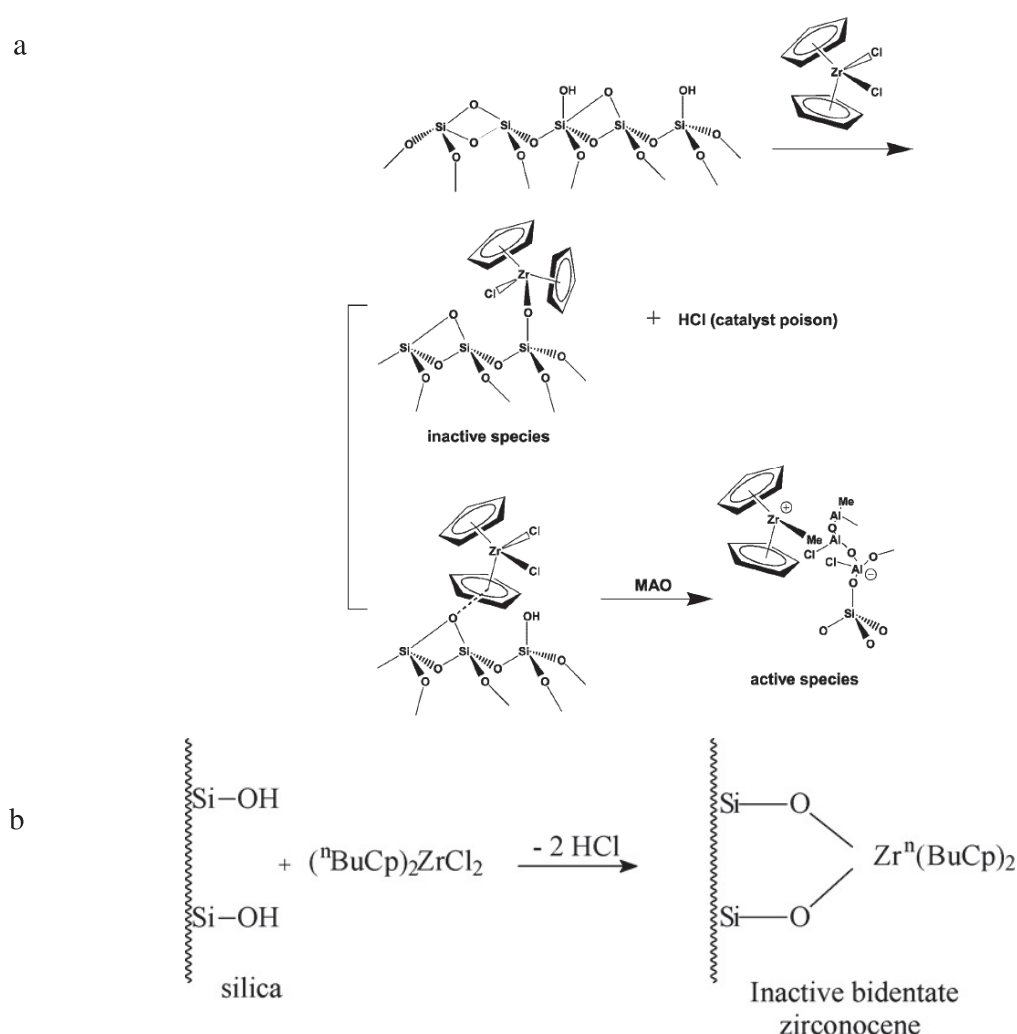 a
OH O OH
O Si Si Si Si Si
O O O O O O O
O O O O
Zr Cl
Cl
Zr
Cl
O
O
Si Si Si
O O O
O O O
+ HCl (catalyst poison)
inactive species
Zr Cl
Cl
O OH
Si Si Si
O O O
O O O
MAO
Zr ⊕
Me
Me
Al
O
Al
Cl O
Cl Al O
⊖
O
Si
O O
O
active species
b
Si–OH
+ (ⁿBuCp)₂ZrCl₂
- 2 HCl
Si–OH
silica
Si—O
Zrⁿ(BuCp)₂
Si—O
Inactive bidentate
zirconocene